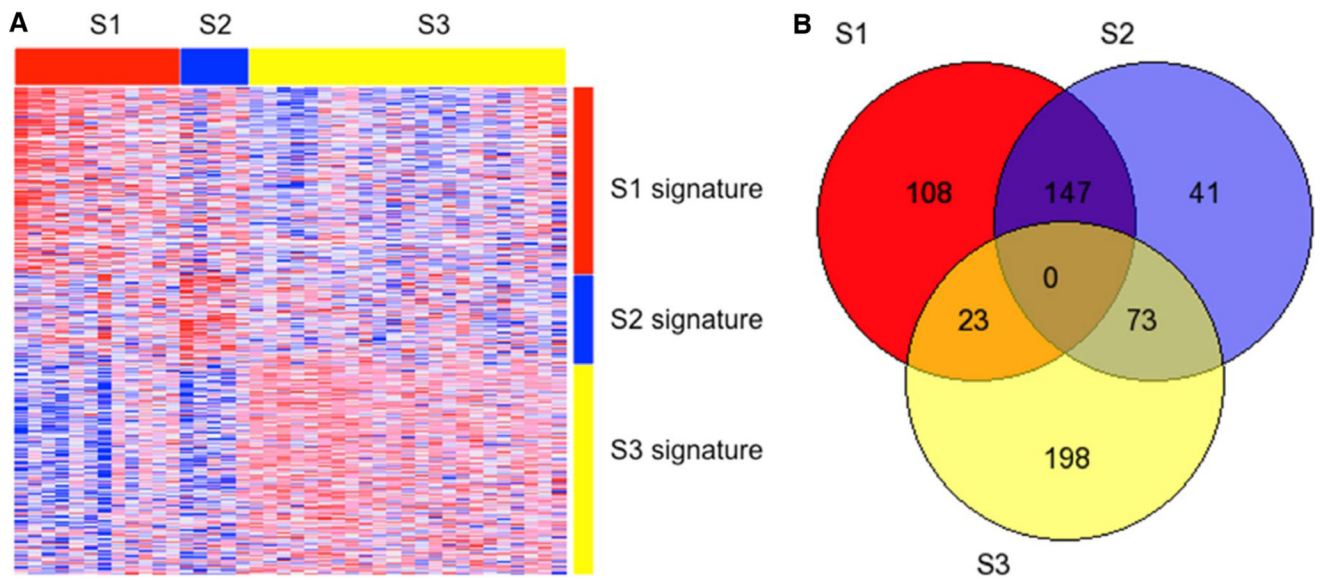 A
S1 S2 S3
S1 signature
S2 signature
S3 signature
B
S1 S2
108 147 41
0
23 73
198
S3